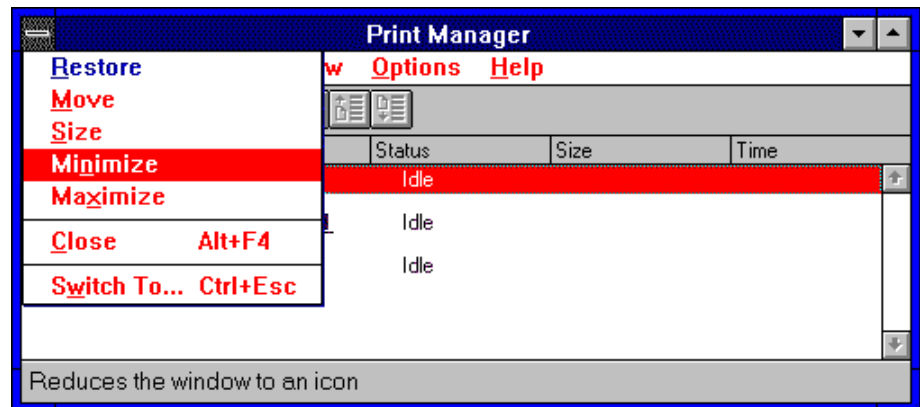 Print Manager
Restore
w Options Help
Move
Size
Minimize
Status Size Time
Idle
Maximize
Idle
Close Alt+F4
Idle
Switch To... Ctrl+Esc
Reduces the window to an icon